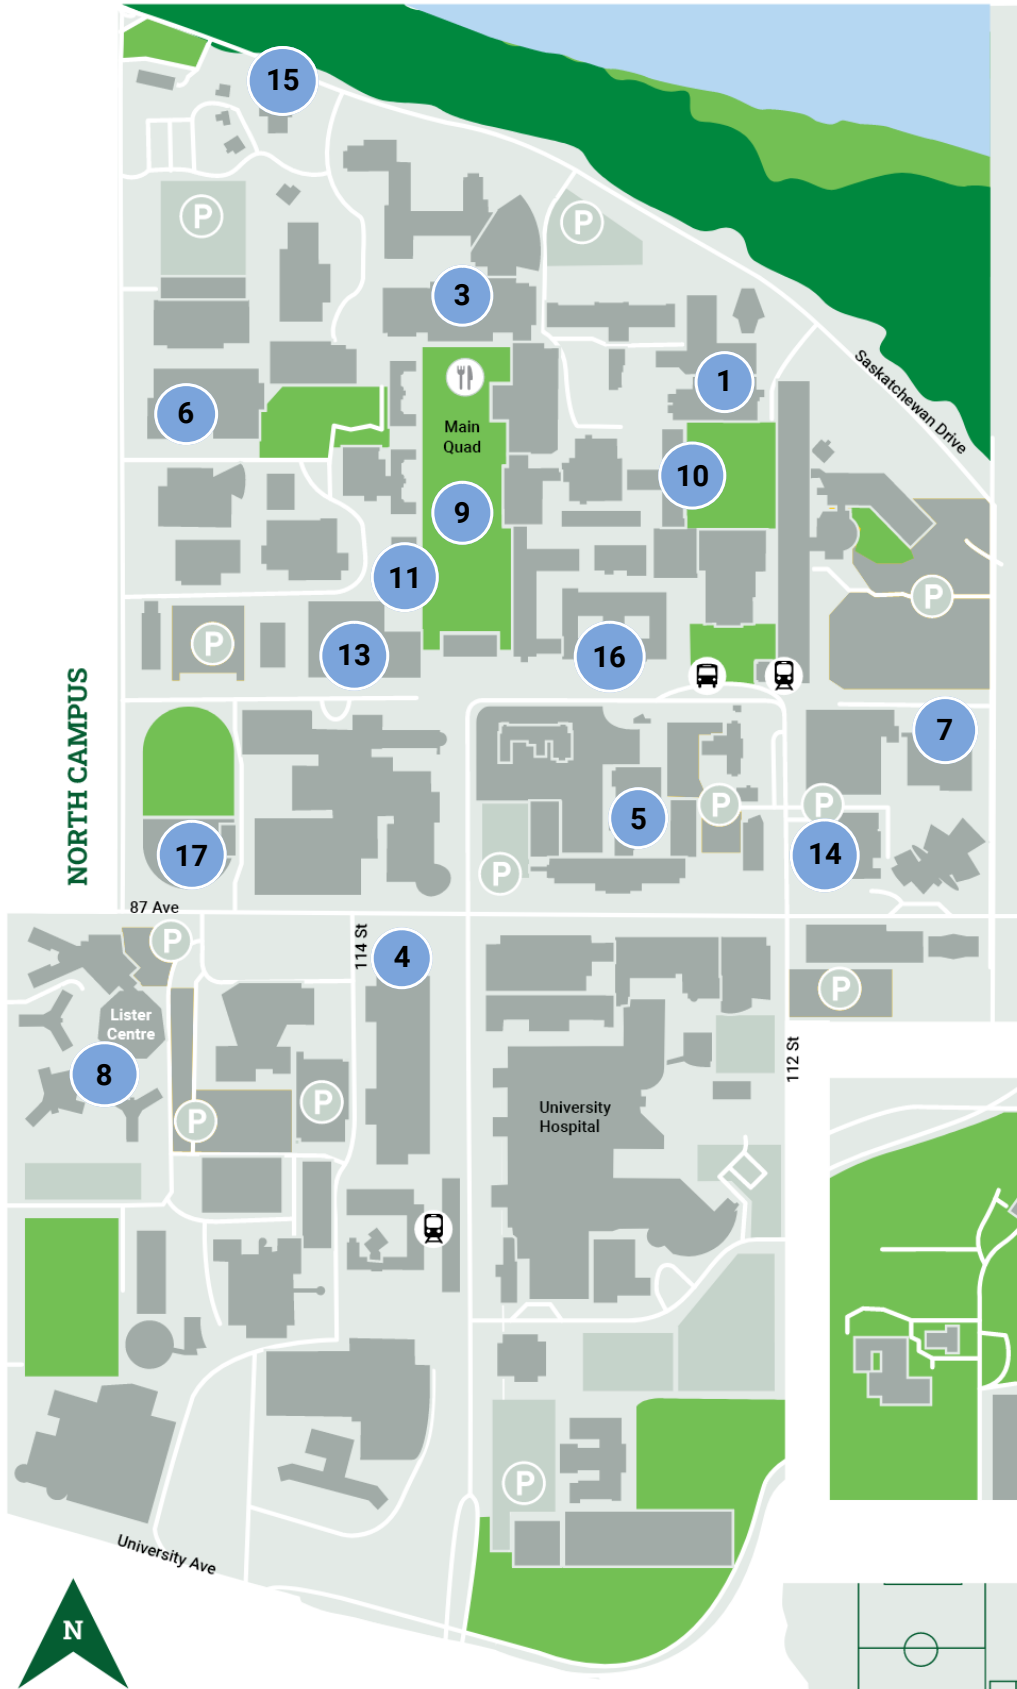 15
P
P
3
1
Saskatchewan Drive
6
Main
Quad
10
9
11
P
P
13
16
NORTH CAMPUS
7
P
P
5
14
17
P
87 Ave
114 St
4
P
P
Lister
Centre
112 St
8
P
P
University
Hospital
P
University Ave
N